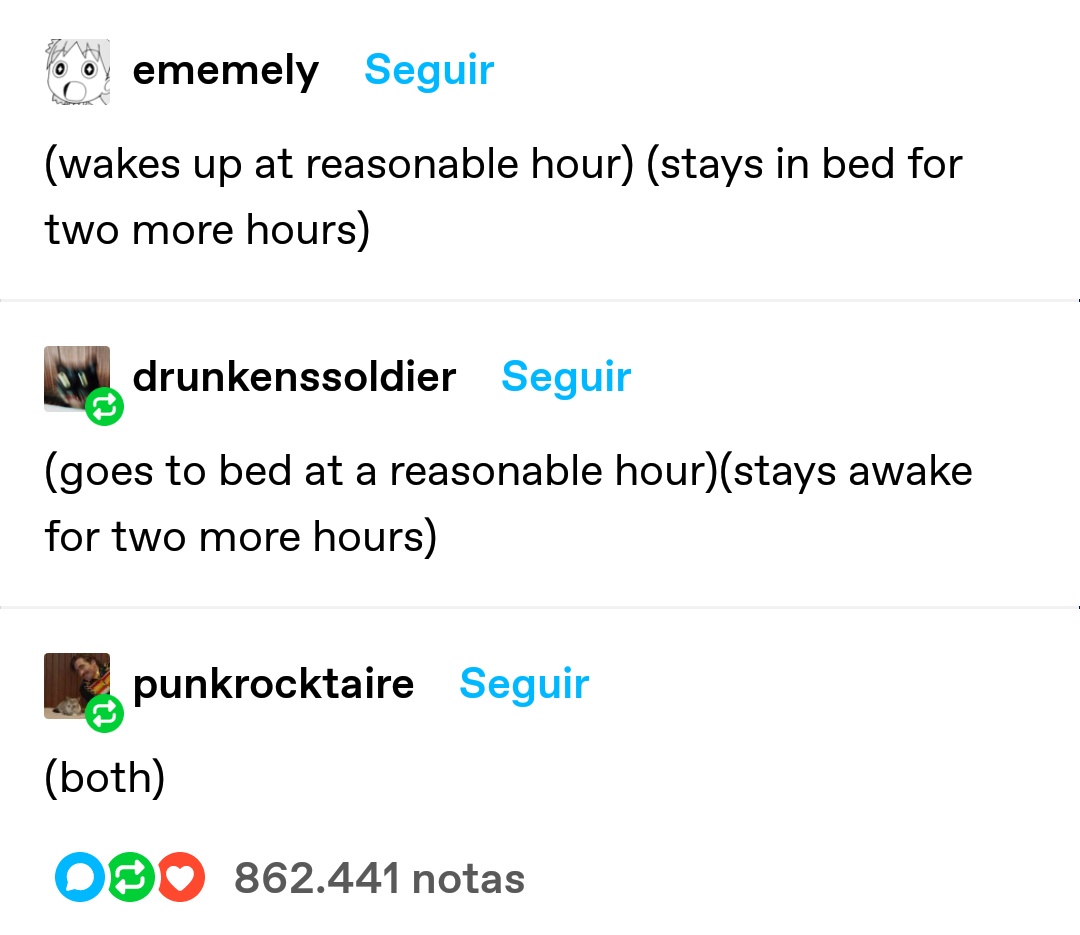 ememely Seguir
(wakes up at reasonable hour) (stays in bed for
two more hours)
drunkenssoldier Seguir
(goes to bed at a reasonable hour)(stays awake
for two more hours)
punkrocktaire Seguir
(both)
862.441 notas